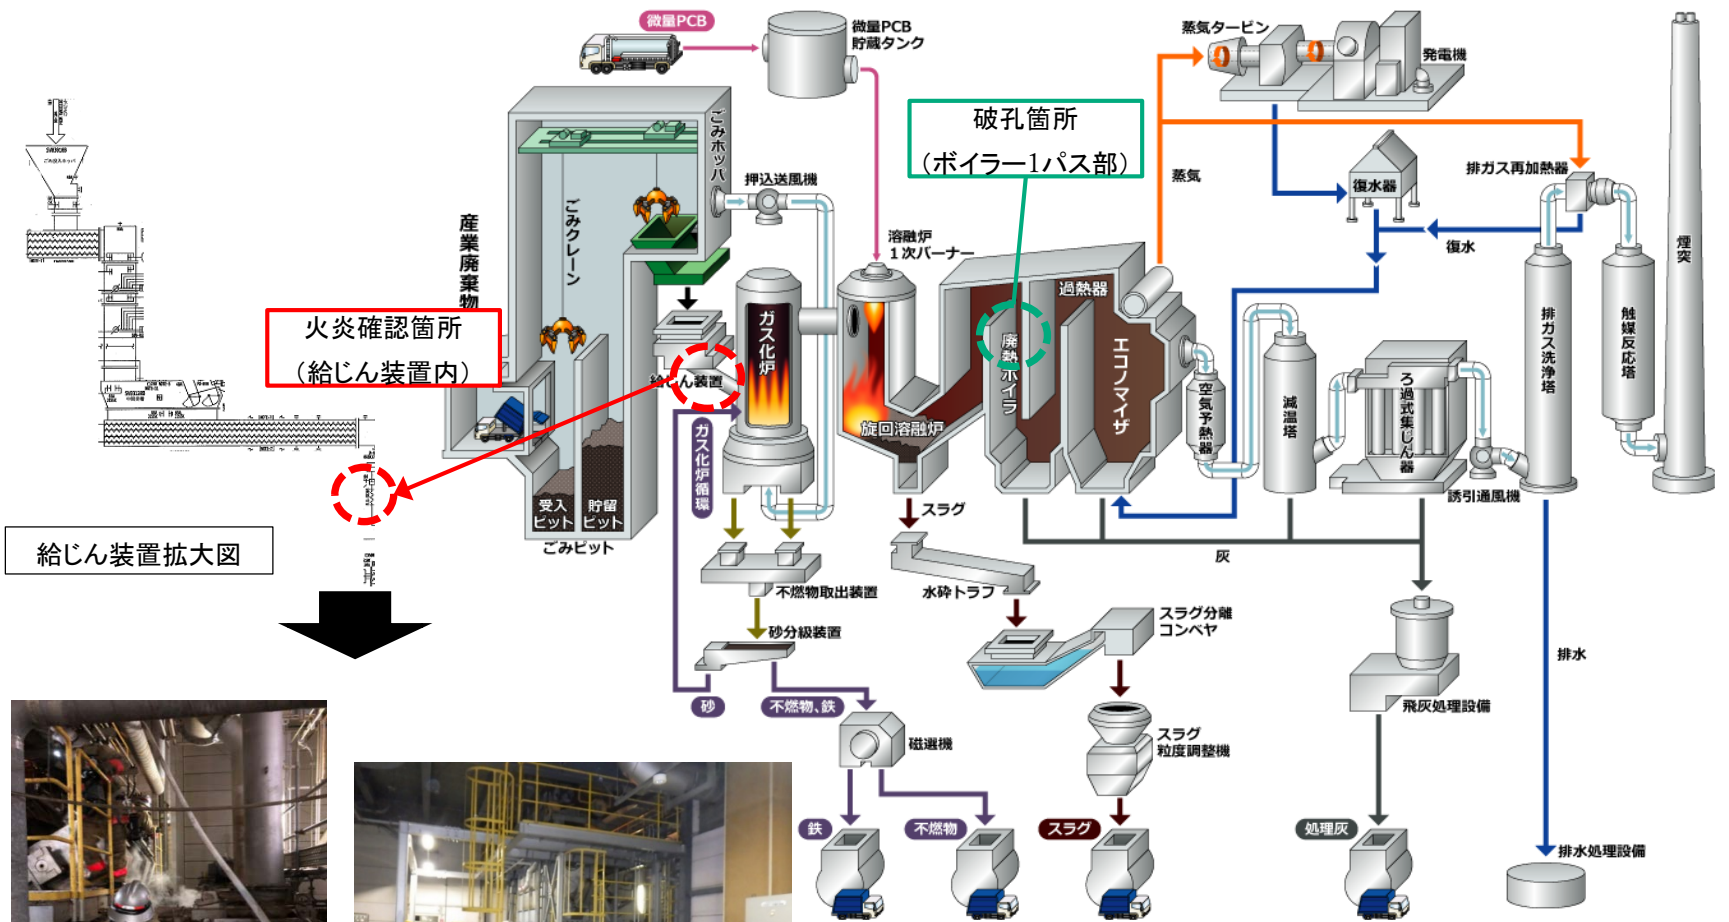 微量PCB
微量PCB
貯蔵タンク
蒸気タービン
発電機
破孔箇所
(ボイラー1パス部)
ごみホッパ
押込送風機
蒸気
復水器
排ガス再加熱器
復水
煙突
産業廃棄物
ごみクレーン
溶融炉
1次バーナー
火炎確認箇所
(給じん装置内)
給じん装置
ガス化炉
過熱器
廃熱ボイラ
エコノマイザ
空気予熱器
減温塔
ろ過式集じん器
排ガス洗浄塔
触媒反応塔
旋回溶融炉
ガス化炉循環
受入
ピット
貯留
ピット
ごみピット
スラグ
誘引通風機
給じん装置拡大図
灰
不燃物取出装置
水砕トラフ
砂分級装置
スラグ分離
コンベヤ
排水
砂
不燃物、鉄
飛灰処理設備
磁選機
スラグ
粒度調整機
鉄
不燃物
スラグ
処理灰
排水処理設備